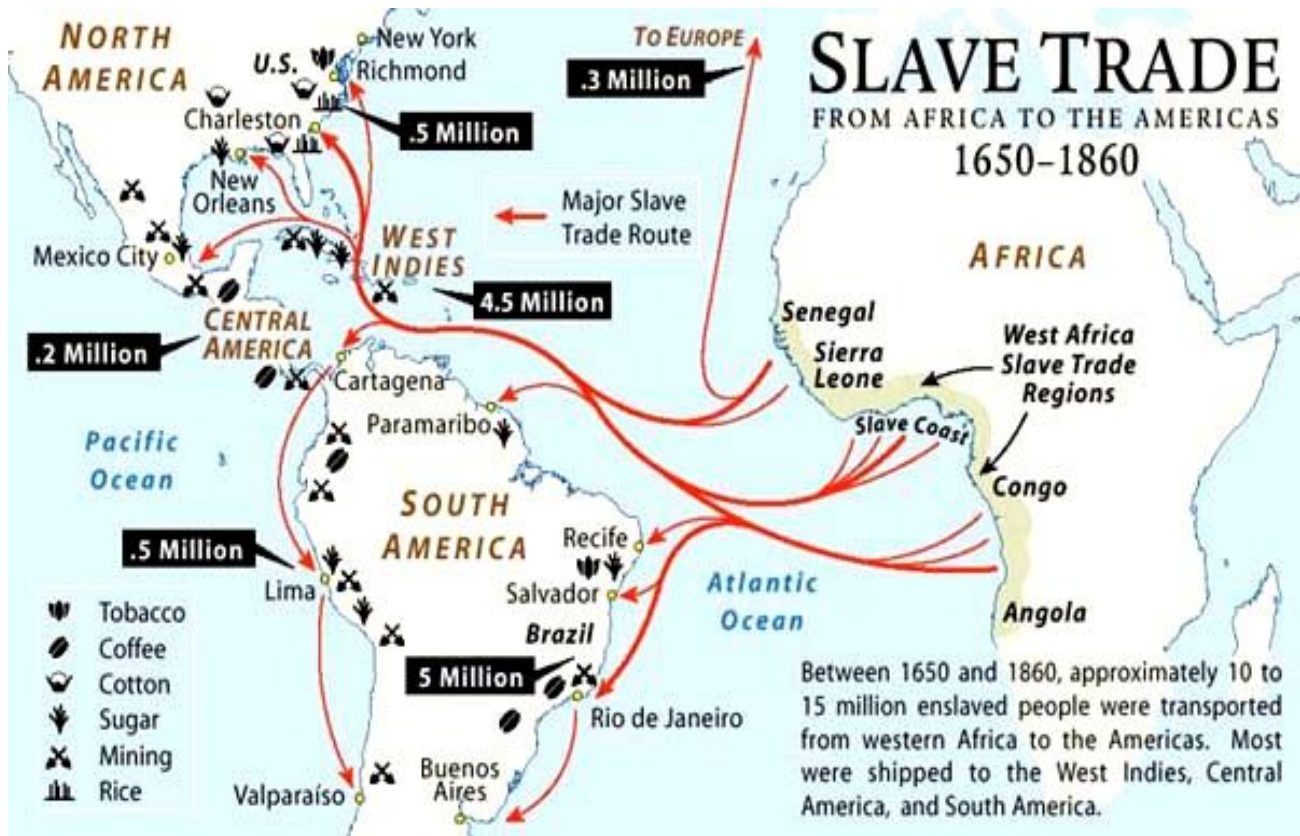 SLAVE TRADE
FROM AFRICA TO THE AMERICAS
1650–1860
NORTH
AMERICA
U.S.
New York
Richmond
TO EUROPE
.3 Million
Charleston
.5 Million
New
Orleans
Major Slave
Trade Route
Mexico City
WEST
INDIES
4.5 Million
AFRICA
CENTRAL
AMERICA
.2 Million
Senegal
Sierra
Leone
West Africa
Slave Trade
Regions
Cartagena
Paramaribo
Slave Coast
Pacific
Ocean
Congo
SOUTH
AMERICA
.5 Million
Lima
Recife
Salvador
Atlantic
Ocean
Angola
Brazil
5 Million
Rio de Janeiro
Buenos
Aires
Valparaíso
Tobacco
Coffee
Cotton
Sugar
Mining
Rice
Between 1650 and 1860, approximately 10 to
15 million enslaved people were transported
from western Africa to the Americas. Most
were shipped to the West Indies, Central
America, and South America.